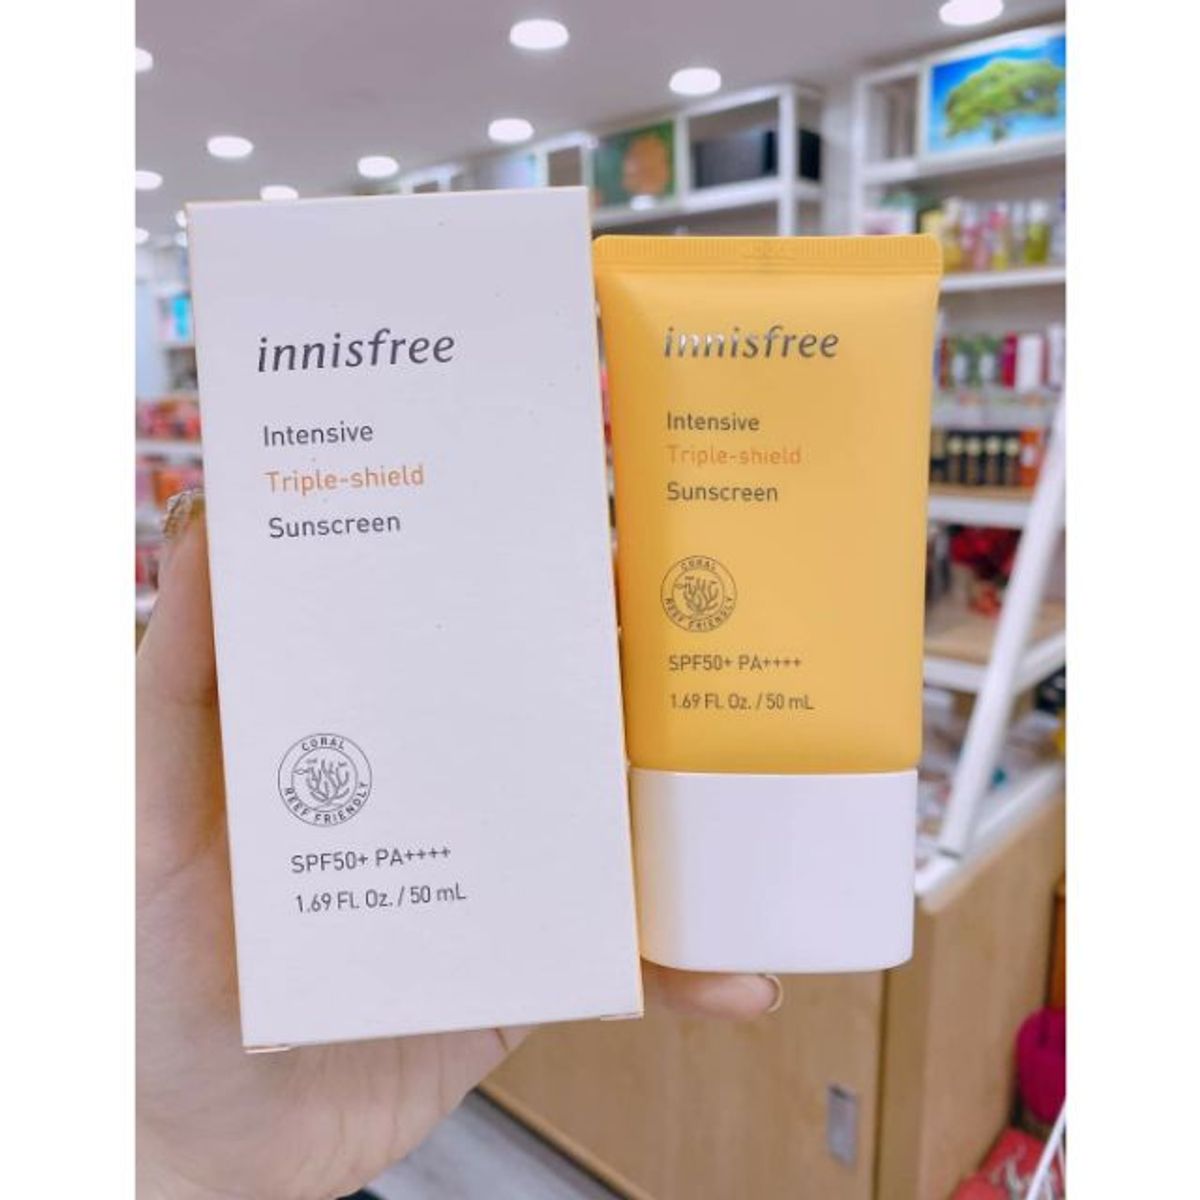 innisfree
Intensive
Triple-shield
Sunscreen
CORAL
REEF FRIENDLY
SPF50+ PA++++
1.69 FL. Oz. / 50 mL
innisfree
Intensive
Triple-shield
Sunscreen
CORAL
REEF FRIENDLY
SPF50+ PA++++
1.69 FL. Oz. / 50 mL